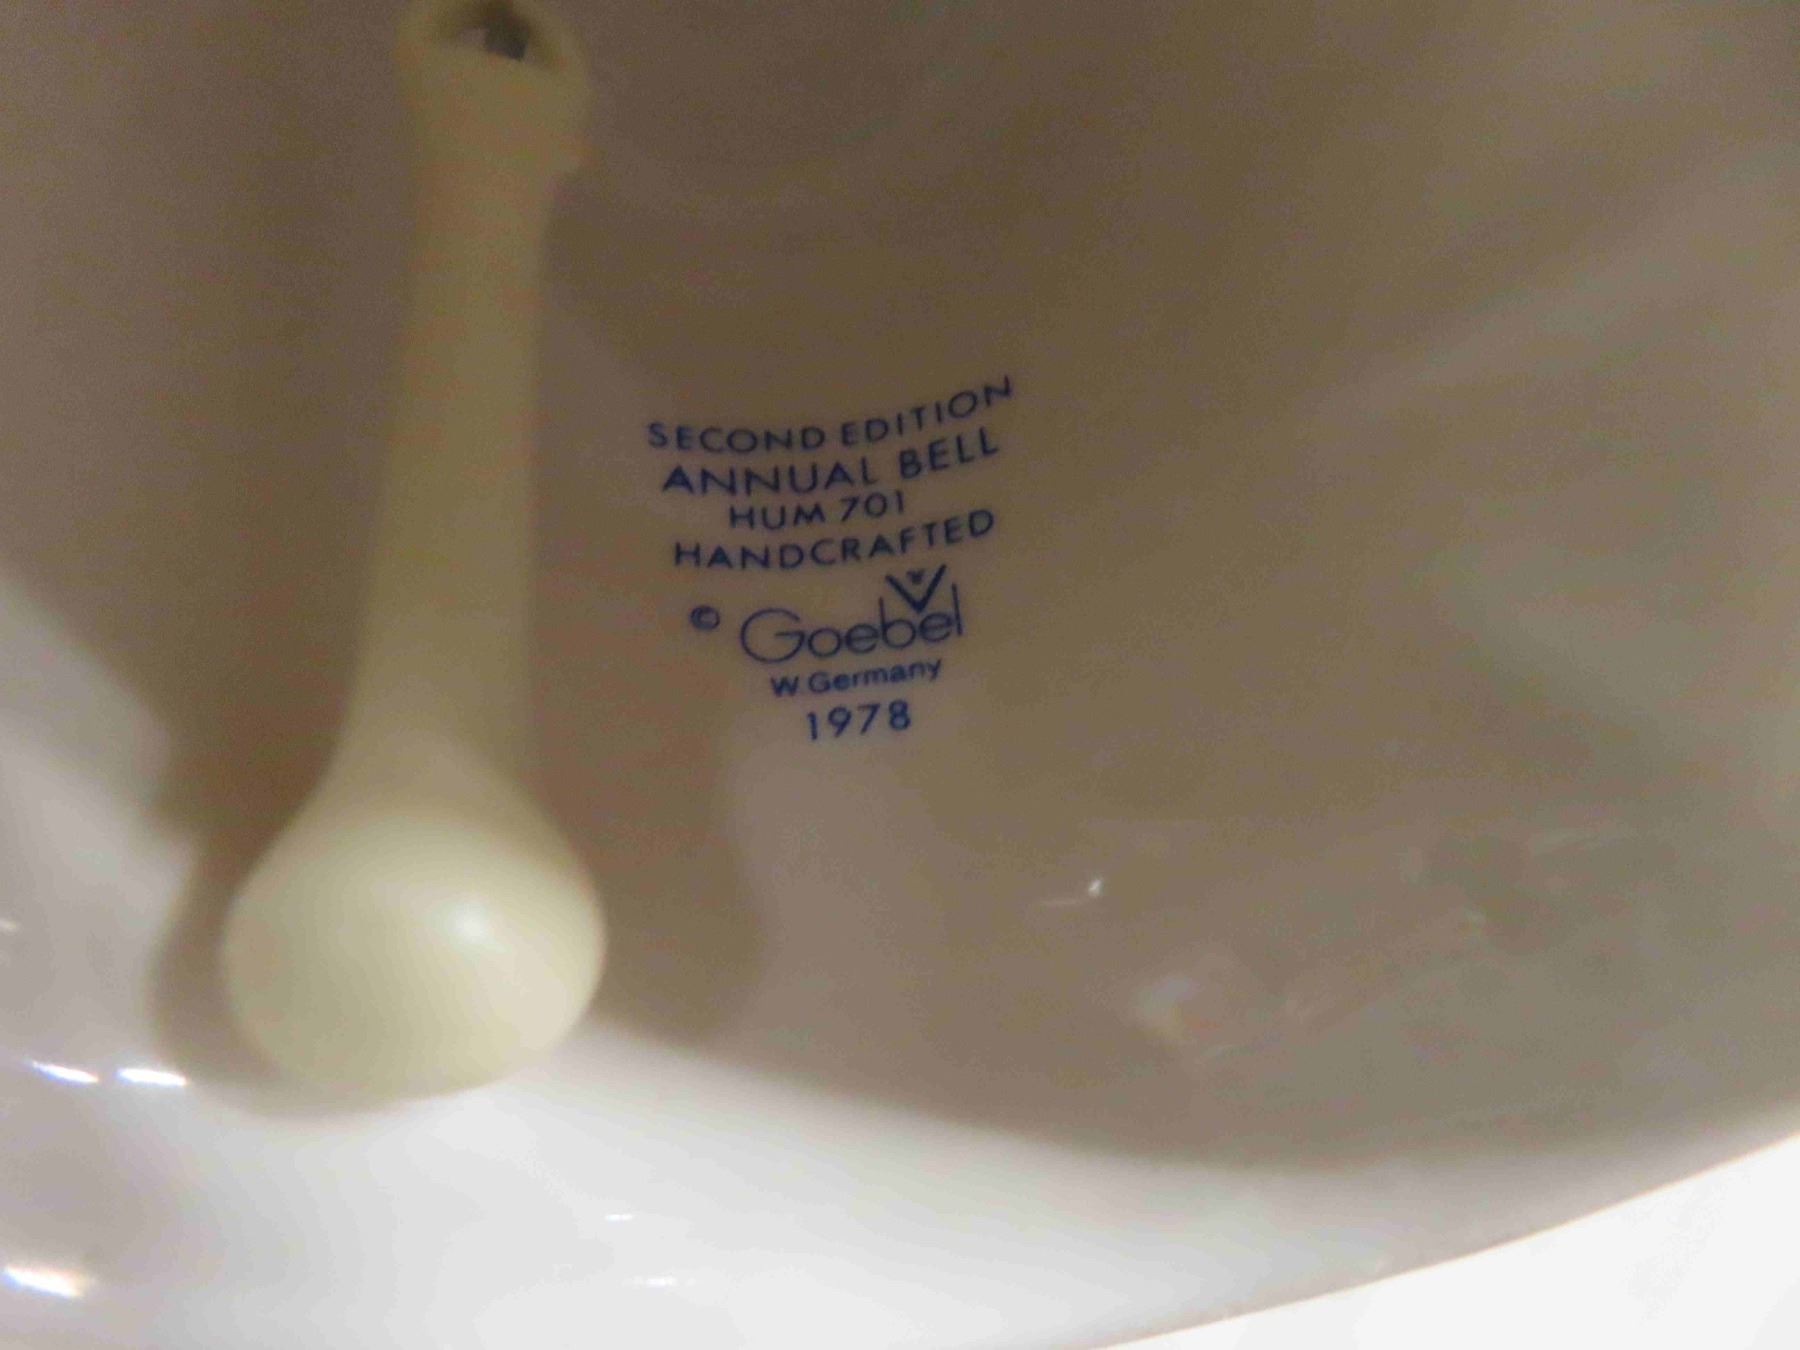 SECOND EDITION
ANNUAL BELL
HUM 701
HANDCRAFTED
© Goebel
W. Germany
1978